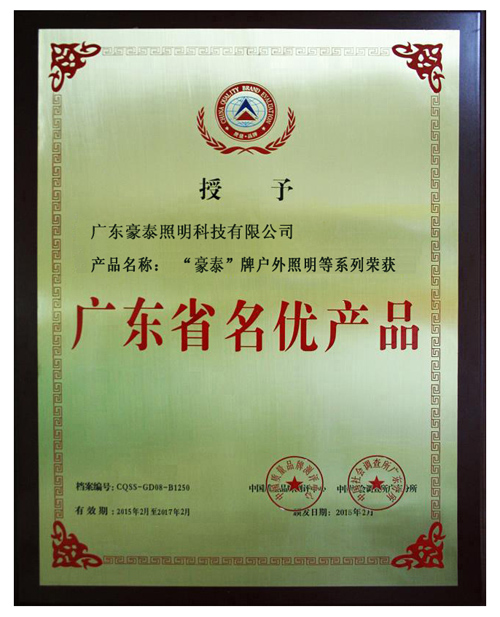 CHINA QUALITY BRAND EVALUATION
授 予
广东豪泰照明科技有限公司
产品名称： “豪泰”牌户外照明等系列荣获
广东省名优产品
档案编号: CQSS-GD08-B1250
有 效 期: 2015年2月至2017年2月
颁发日期: 2015年2月